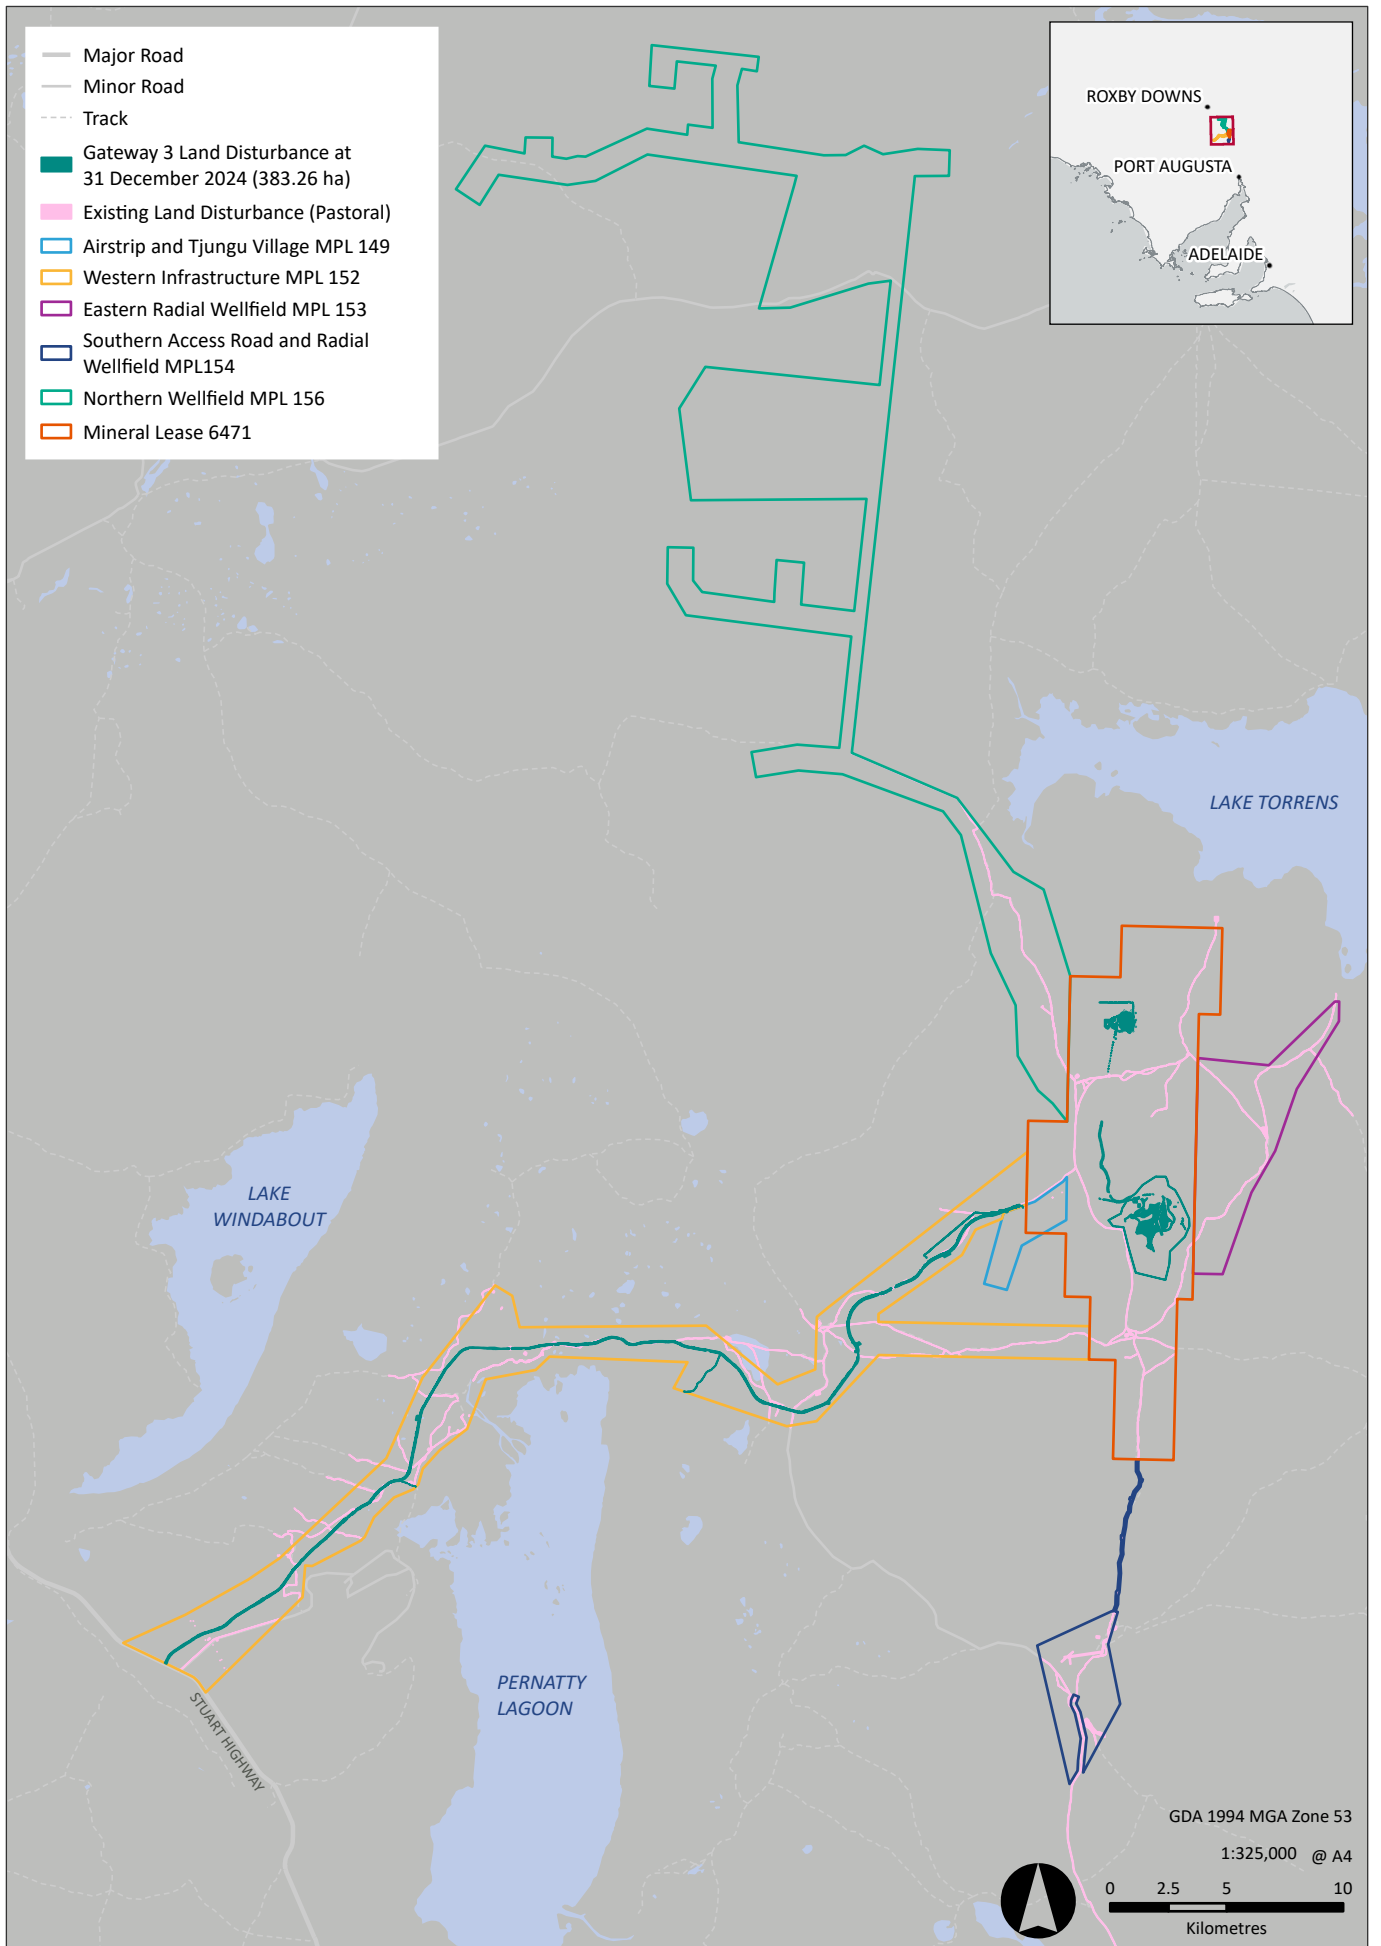 Major Road
Minor Road
Track
Gateway 3 Land Disturbance at
31 December 2024 (383.26 ha)
Existing Land Disturbance (Pastoral)
Airstrip and Tjungu Village MPL 149
Western Infrastructure MPL 152
Eastern Radial Wellfield MPL 153
Southern Access Road and Radial
Wellfield MPL154
Northern Wellfield MPL 156
Mineral Lease 6471
ROXBY DOWNS
PORT AUGUSTA
ADELAIDE
LAKE TORRENS
LAKE
WINDABOUT
PERNATTY
LAGOON
STUART HIGHWAY
GDA 1994 MGA Zone 53
1:325,000 @ A4
0 2.5 5 10
Kilometres